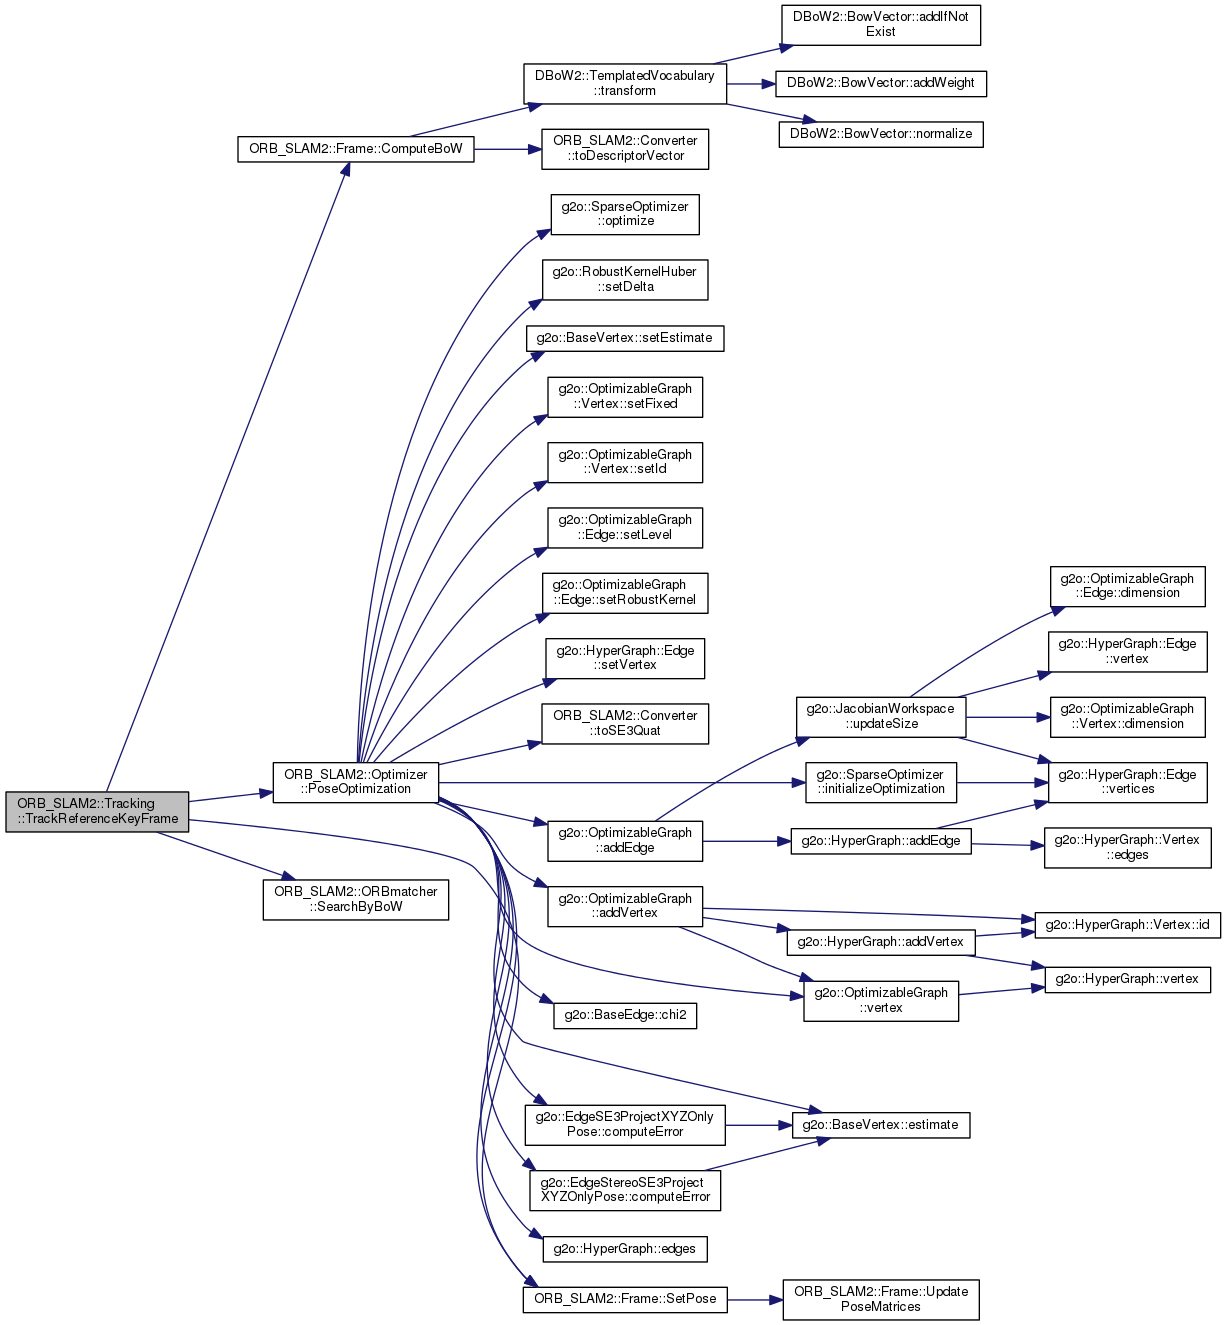 ORB_SLAM2::Tracking
::TrackReferenceKeyFrame
ORB_SLAM2::Frame::ComputeBoW
DBoW2::TemplatedVocabulary
::transform
DBoW2::BowVector::addIfNot
Exist
DBoW2::BowVector::addWeight
DBoW2::BowVector::normalize
ORB_SLAM2::Converter
::toDescriptorVector
ORB_SLAM2::Optimizer
::PoseOptimization
g2o::SparseOptimizer
::optimize
g2o::RobustKernelHuber
::setDelta
g2o::BaseVertex::setEstimate
g2o::OptimizableGraph
::Vertex::setFixed
g2o::OptimizableGraph
::Vertex::setId
g2o::OptimizableGraph
::Edge::setLevel
g2o::OptimizableGraph
::Edge::setRobustKernel
g2o::HyperGraph::Edge
::setVertex
ORB_SLAM2::Converter
::toSE3Quat
g2o::SparseOptimizer
::initializeOptimization
g2o::OptimizableGraph
::addEdge
g2o::JacobianWorkspace
::updateSize
g2o::OptimizableGraph
::Edge::dimension
g2o::HyperGraph::Edge
::vertex
g2o::OptimizableGraph
::Vertex::dimension
g2o::HyperGraph::Edge
::vertices
g2o::HyperGraph::addEdge
g2o::HyperGraph::Vertex
::edges
g2o::OptimizableGraph
::addVertex
g2o::HyperGraph::Vertex::id
g2o::HyperGraph::addVertex
g2o::HyperGraph::vertex
g2o::OptimizableGraph
::vertex
g2o::BaseEdge::chi2
g2o::EdgeSE3ProjectXYZOnly
Pose::computeError
g2o::BaseVertex::estimate
g2o::EdgeStereoSE3Project
XYZOnlyPose::computeError
g2o::HyperGraph::edges
ORB_SLAM2::Frame::SetPose
ORB_SLAM2::Frame::Update
PoseMatrices
ORB_SLAM2::ORBmatcher
::SearchByBoW